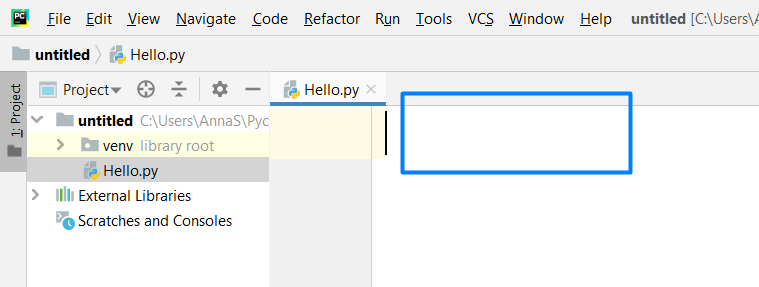 PC File Edit View Navigate Code Refactor Run Tools VCS Window Help untitled [C:\Users\A
untitled Hello.py
1: Project
Project Hello.py
untitled C:\Users\AnnaS\Pyc
venv library root
Hello.py
External Libraries
Scratches and Consoles